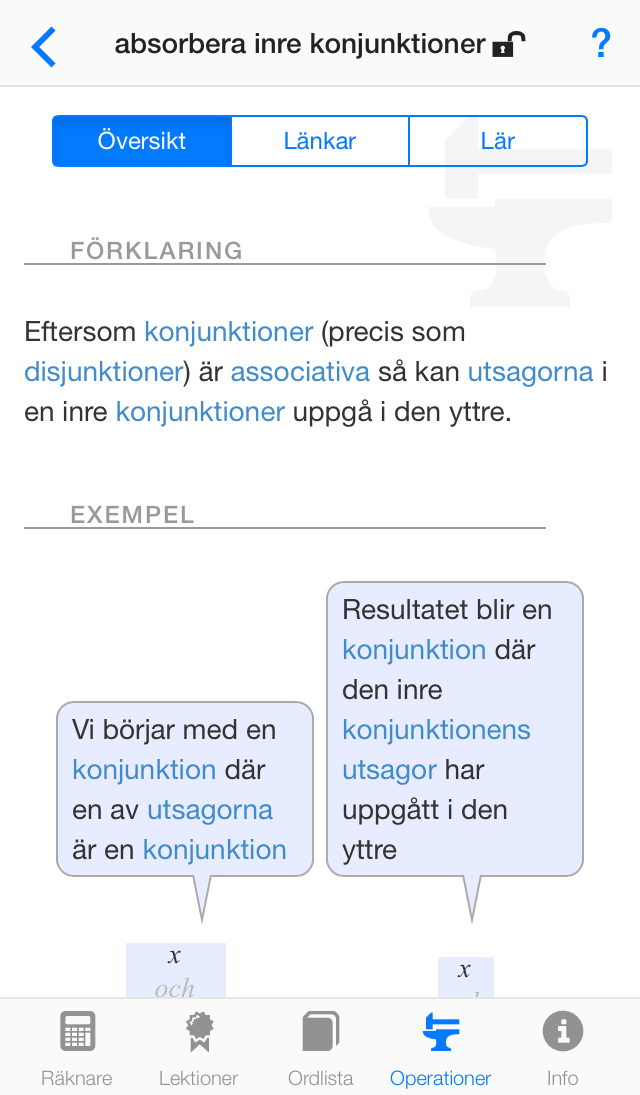 absorbera inre konjunktioner
?
Översikt
Länkar
Lär
FÖRKLARING
Eftersom konjunktioner (precis som
disjunktioner) är associativa så kan utsagorna i
en inre konjunktioner uppgå i den yttre.
EXEMPEL
Vi börjar med en
konjunktion där
en av utsagorna
är en konjunktion
Resultatet blir en
konjunktion där
den inre
konjunktionens
utsagor har
uppgått i den
yttre
x
och
x
Räknare
Lektioner
Ordlista
Operationer
Info